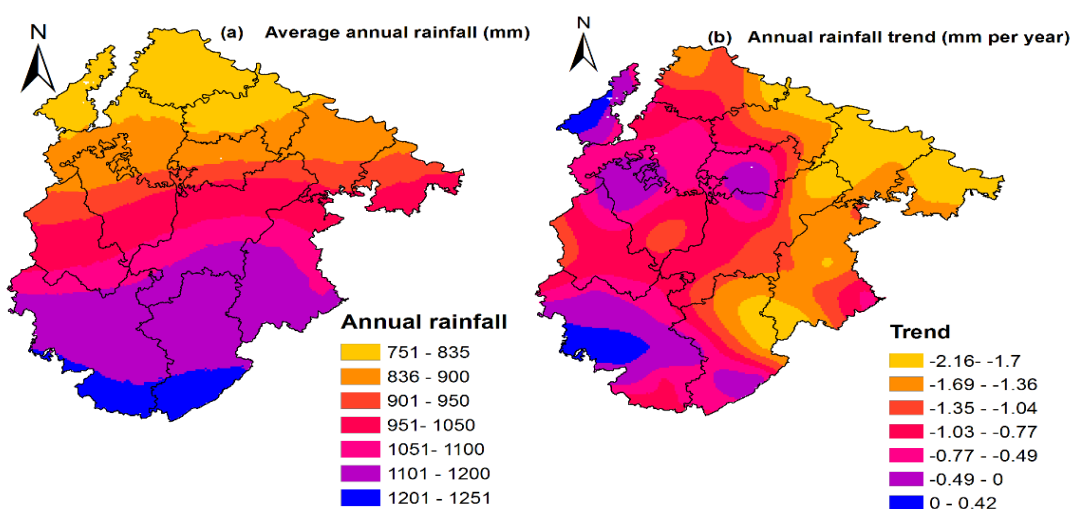 N
(a) Average annual rainfall (mm)
Annual rainfall
751 - 835
836 - 900
901 - 950
951- 1050
1051- 1100
1101 - 1200
1201 - 1251
N
(b) Annual rainfall trend (mm per year)
Trend
-2.16- -1.7
-1.69 - -1.36
-1.35 - -1.04
-1.03 - -0.77
-0.77 - -0.49
-0.49 - 0
0 - 0.42